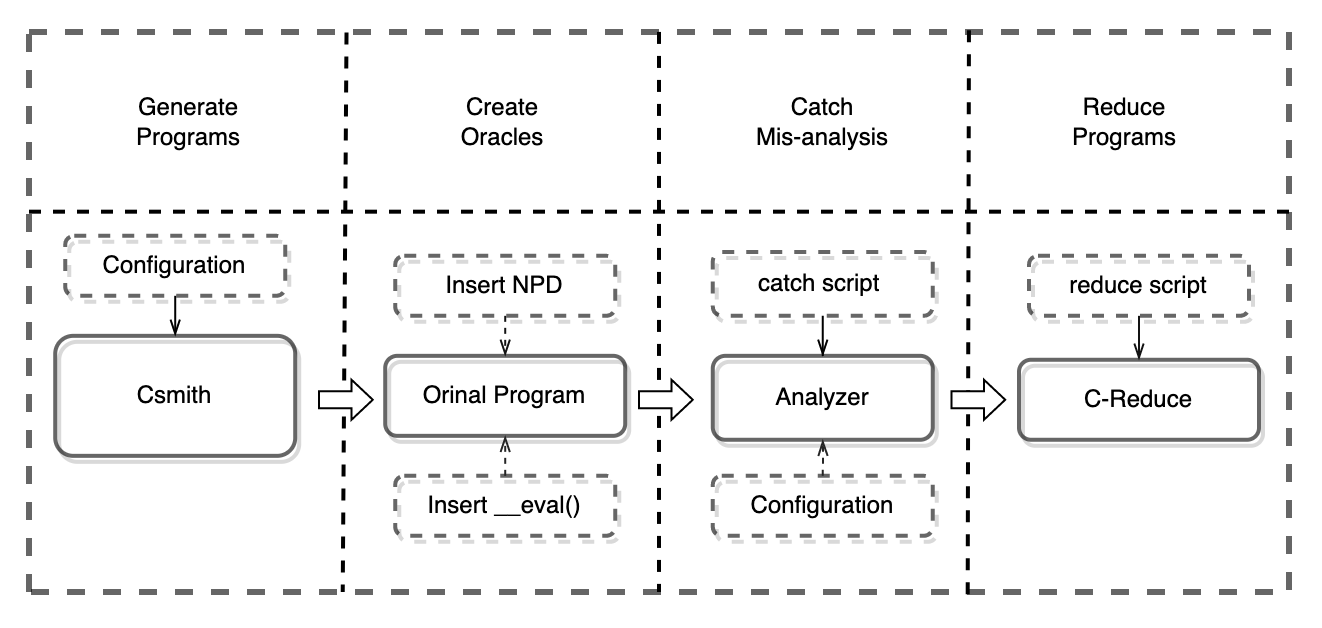 Generate
Programs
Create
Oracles
Catch
Mis-analysis
Reduce
Programs
Configuration
Csmith
Insert NPD
Orinal Program
Insert __eval()
catch script
Analyzer
Configuration
reduce script
C-Reduce